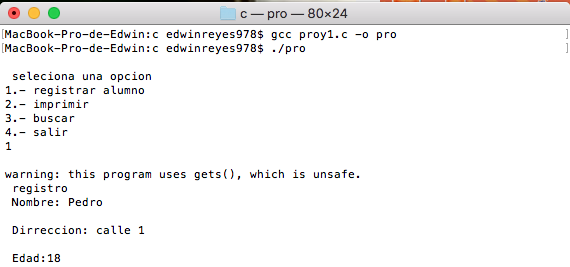 c — pro — 80×24
[MacBook-Pro-de-Edwin:c edwinreyes978$ gcc proy1.c -o pro ]
[MacBook-Pro-de-Edwin:c edwinreyes978$ ./pro ]
seleciona una opcion
1.- registrar alumno
2.- imprimir
3.- buscar
4.- salir
1
warning: this program uses gets(), which is unsafe.
registro
Nombre: Pedro
Dirreccion: calle 1
Edad:18